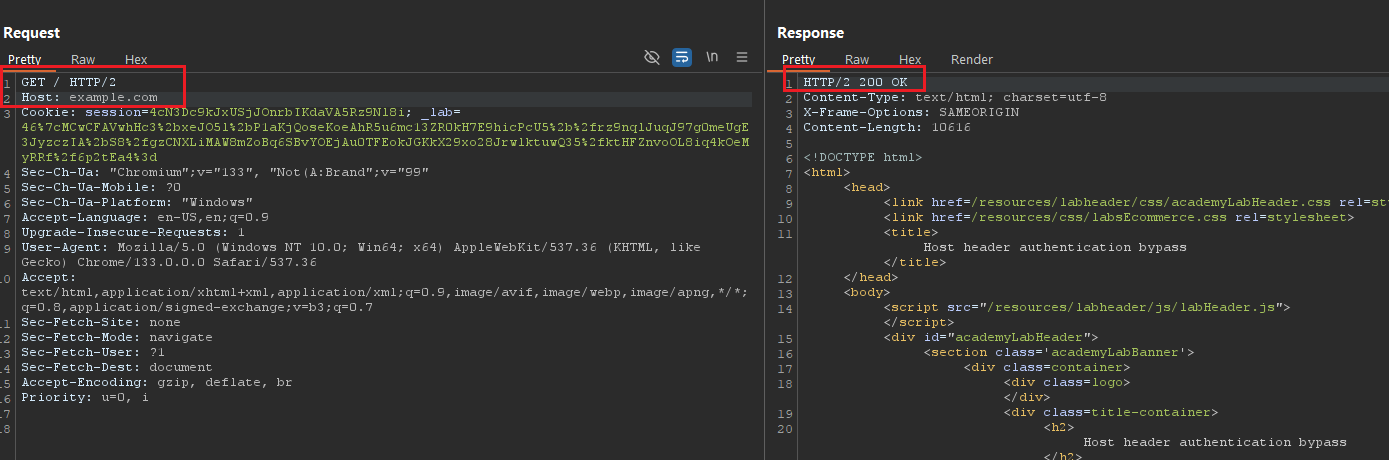 Request
Pretty Raw Hex \n
1 GET / HTTP/2
2 Host: example.com
3 Cookie: session=4cN3Dc9kJxUSjJOnrbIKdaVA5Rz9Nl8i; _lab=
46%7cMCwCFAVwhHc3%2bxeJO5l%2bPlaKjQoseKoeAhR5u6mc13ZR0kH7E9hicPcU5%2b%2frz9nqlJuqJ97gOmeUgE
3JyzczIA%2bS8%2fgzCNXLiMAW8mZoBq6SBvYOEjAu0TFEokJGKkX29xo28Jrwlktuw​Q35%2fktHFZnvoOL8iq4kOeM
yRRf%2f6p2tEa4%3d
4 Sec-Ch-Ua: "Chromium";v="133", "Not(A:Brand";v="99"
5 Sec-Ch-Ua-Mobile: ?0
6 Sec-Ch-Ua-Platform: "Windows"
7 Accept-Language: en-US,en;q=0.9
8 Upgrade-Insecure-Requests: 1
9 User-Agent: Mozilla/5.0 (Windows NT 10.0; Win64; x64) AppleWebKit/537.36 (KHTML, like
Gecko) Chrome/133.0.0.0 Safari/537.36
10 Accept:
text/html,application/xhtml+xml,application/xml;q=0.9,image/avif,image/webp,image/apng,*/*;
q=0.8,application/signed-exchange;v=b3;q=0.7
11 Sec-Fetch-Site: none
12 Sec-Fetch-Mode: navigate
13 Sec-Fetch-User: ?1
14 Sec-Fetch-Dest: document
15 Accept-Encoding: gzip, deflate, br
16 Priority: u=0, i
17
18
Response
Pretty Raw Hex Render
1 HTTP/2 200 OK
2 Content-Type: text/html; charset=utf-8
3 X-Frame-Options: SAMEORIGIN
4 Content-Length: 10616
5
6 <!DOCTYPE html>
7 <html>
8 <head>
9 <link href=/resources/labheader/css/academyLabHeader.css rel=sty
10 <link href=/resources/css/labsEcommerce.css rel=stylesheet>
11 <title>
Host header authentication bypass
</title>
12 </head>
13 <body>
14 <script src="/resources/labheader/js/labHeader.js">
</script>
15 <div id="academyLabHeader">
16 <section class='academyLabBanner'>
17 <div class=container>
18 <div class=logo>
</div>
19 <div class=title-container>
20 <h2>
Host header authentication bypass
</h2>